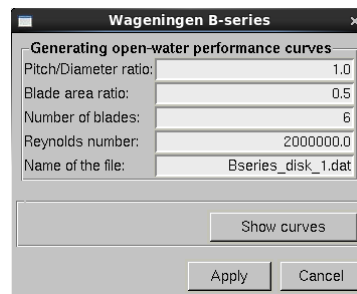 Wageningen B-series
Generating open-water performance curves
Pitch/Diameter ratio: 1.0
Blade area ratio: 0.5
Number of blades: 6
Reynolds number: 2000000.0
Name of the file: Bseries_disk_1.dat
Show curves
Apply Cancel